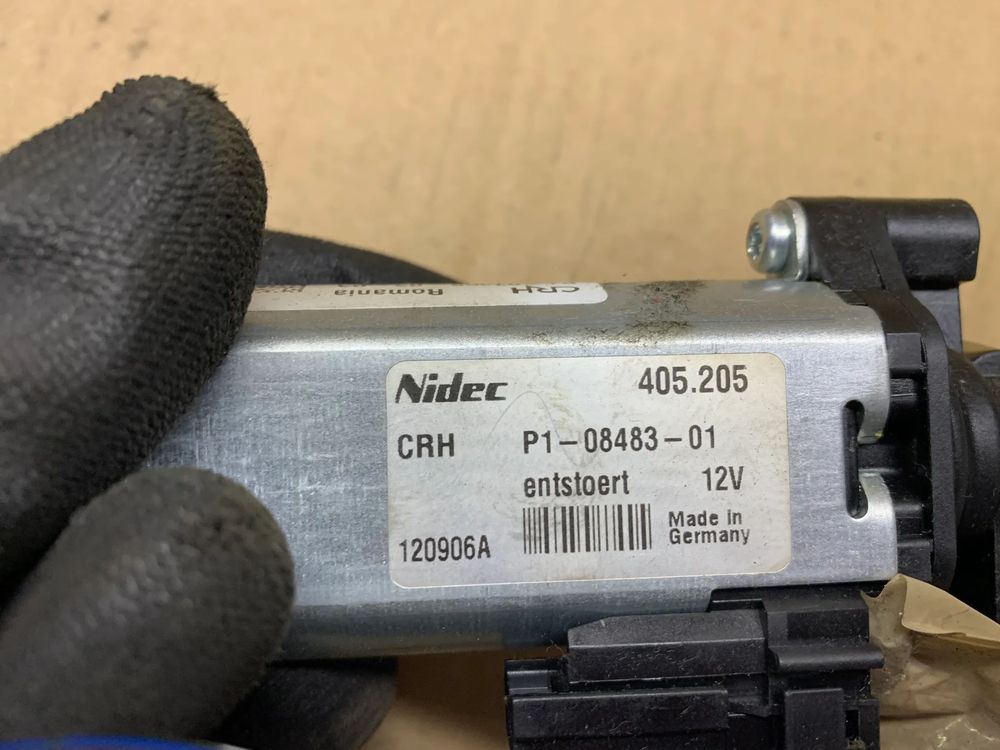 CRH
Romania
Nidec 405.205
CRH P1-08483-01
entstoert 12V
120906A
Made in
Germany